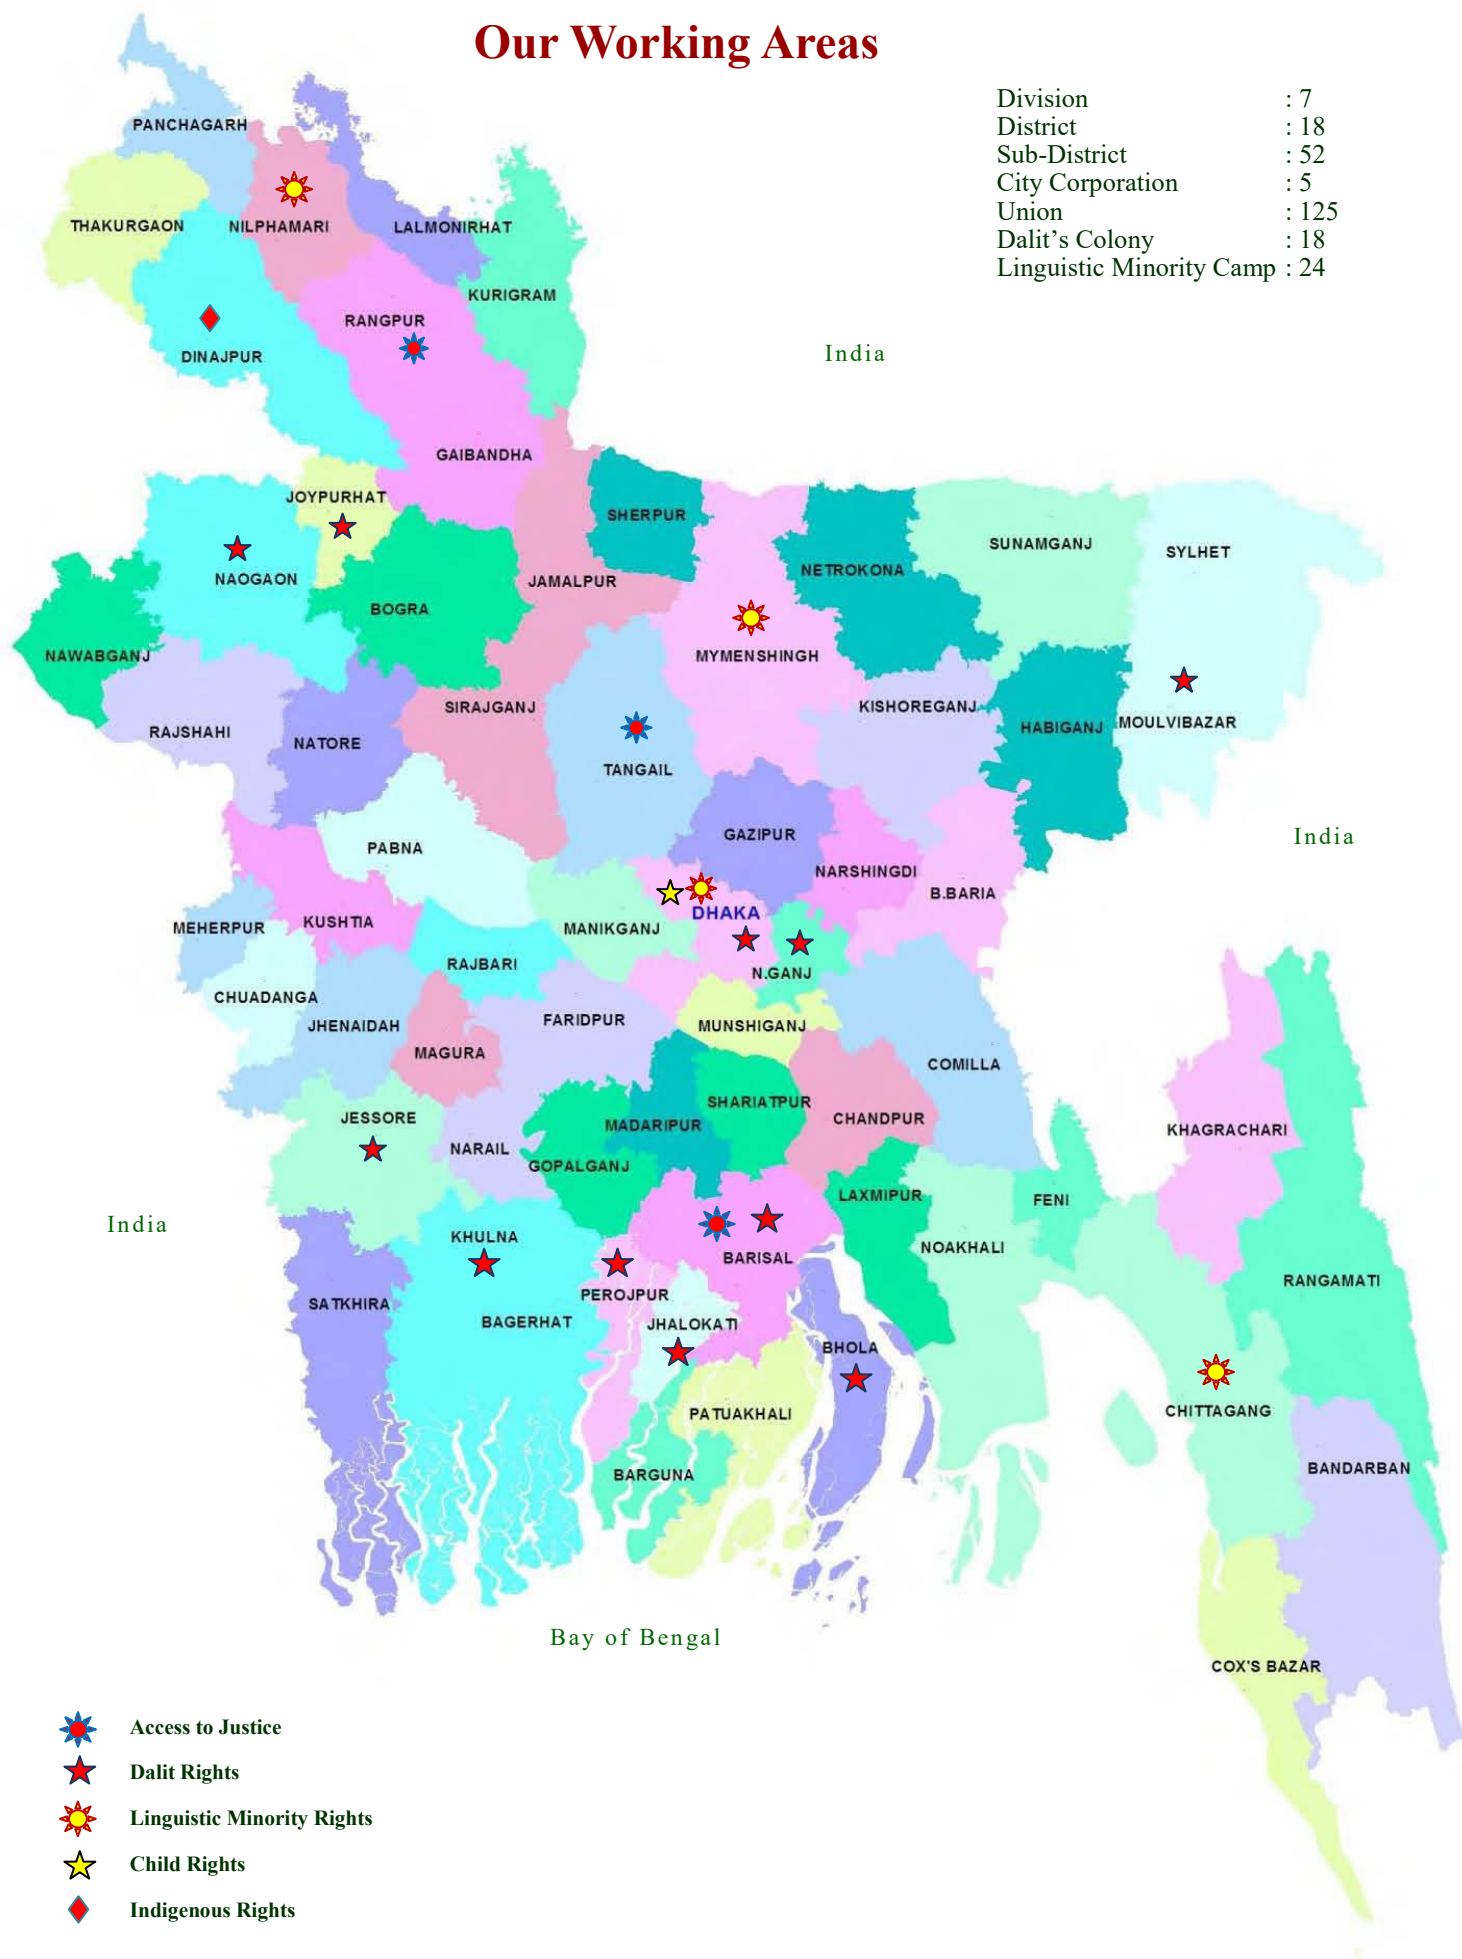 Our Working Areas
Division : 7
District : 18
Sub-District : 52
City Corporation : 5
Union : 125
Dalit's Colony : 18
Linguistic Minority Camp : 24
PANCHAGARH
THAKURGAON
NILPHAMARI
LALMONIRHAT
KURIGRAM
RANGPUR
DINAJPUR
India
GAIBANDHA
JOYPURHAT
SHERPUR
SUNAMGANJ
SYLHET
NETROKONA
NAOGAON
JAMALPUR
BOGRA
NAWABGANJ
MYMENSHINGH
SIRAJGANJ
KISHOREGANJ
HABIGANJ
MOULVIBAZAR
RAJSHAHI
NATORE
TANGAIL
GAZIPUR
India
PABNA
NARSHINGDI
B.BARIA
DHAKA
MEHERPUR
KUSHTIA
MANIKGANJ
RAJBARI
N.GANJ
CHUADANGA
JHENAIDAH
FARIDPUR
MUNSHIGANJ
MAGURA
COMILLA
SHARIATPUR
JESSORE
MADARIPUR
CHANDPUR
KHAGRACHARI
NARAIL
GOPALGANJ
LAXMIPUR
FENI
India
KHULNA
BARISAL
NOAKHALI
RANGAMATI
PEROJPUR
SATKHIRA
BAGERHAT
JHALOKATI
BHOLA
PATUAKHALI
CHITTAGANG
BARGUNA
BANDARBAN
Bay of Bengal
COX'S BAZAR
Access to Justice
Dalit Rights
Linguistic Minority Rights
Child Rights
Indigenous Rights